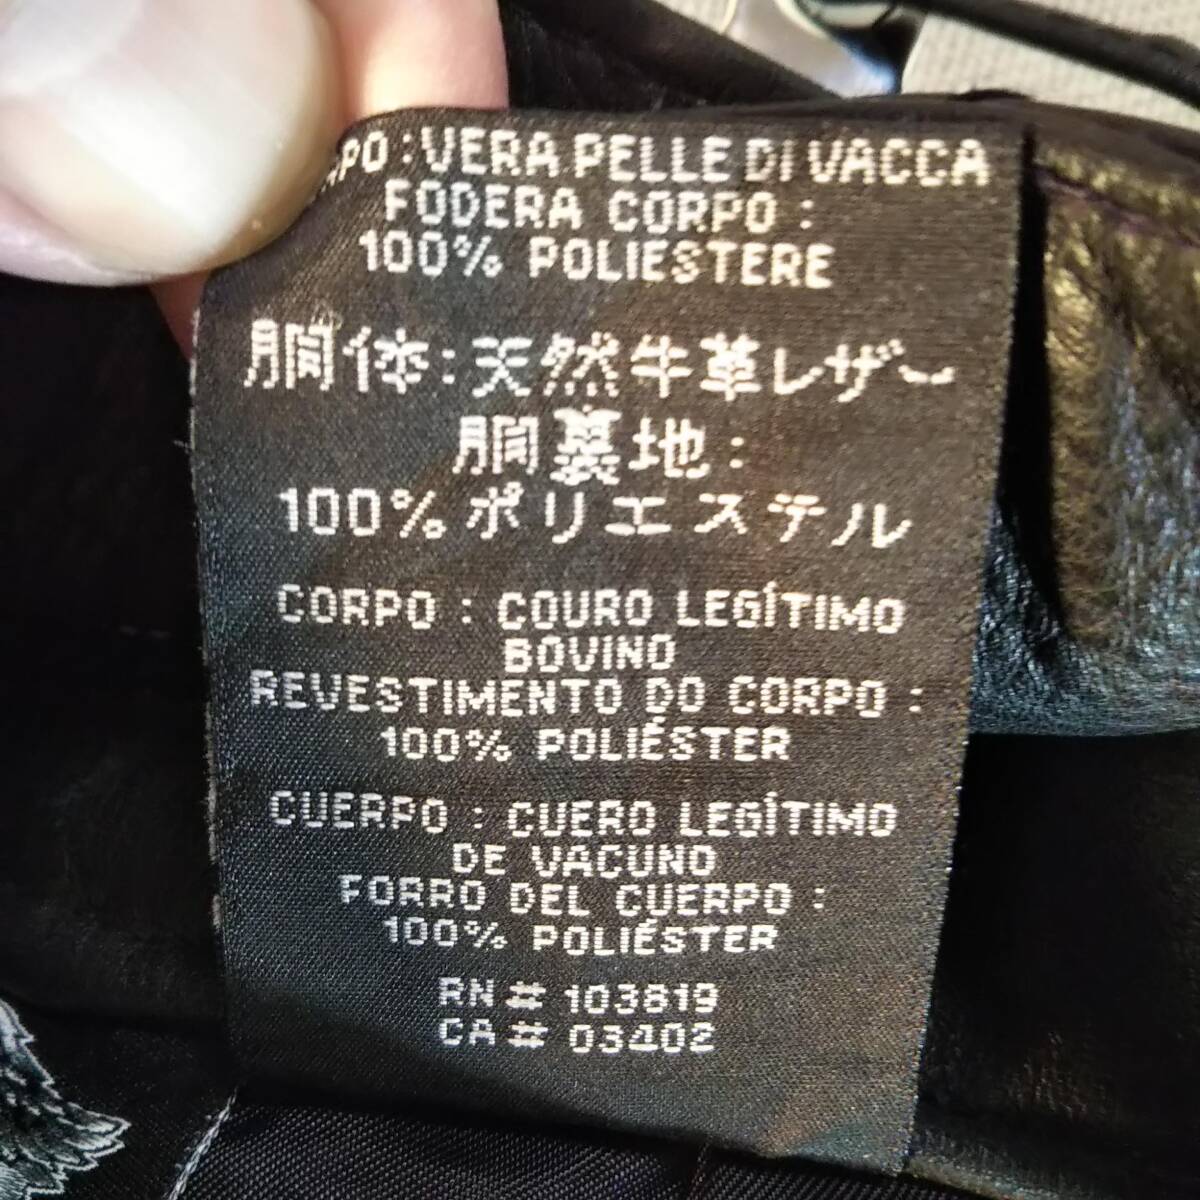 RPO : VERA PELLE DI VACCA
FODERA CORPO :
100% POLIESTERE
胴体 : 天然牛革レザー
胴裏地 :
100% ポリエステル
CORPO : COURO LEGÍTIMO
BOVINO
REVESTIMENTO DO CORPO :
100% POLIÉSTER
CUERPO : CUERO LEGÍTIMO
DE VACUNO
FORRO DEL CUERPO :
100% POLIÉSTER
RN # 103819
CA # 03402